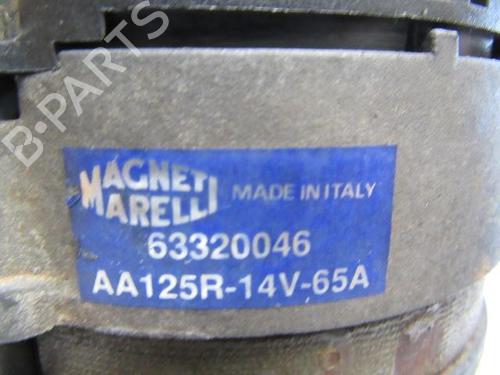 B-PARTS
MAGNETI MARELLI MADE IN ITALY
63320046
AA125R-14V-65A